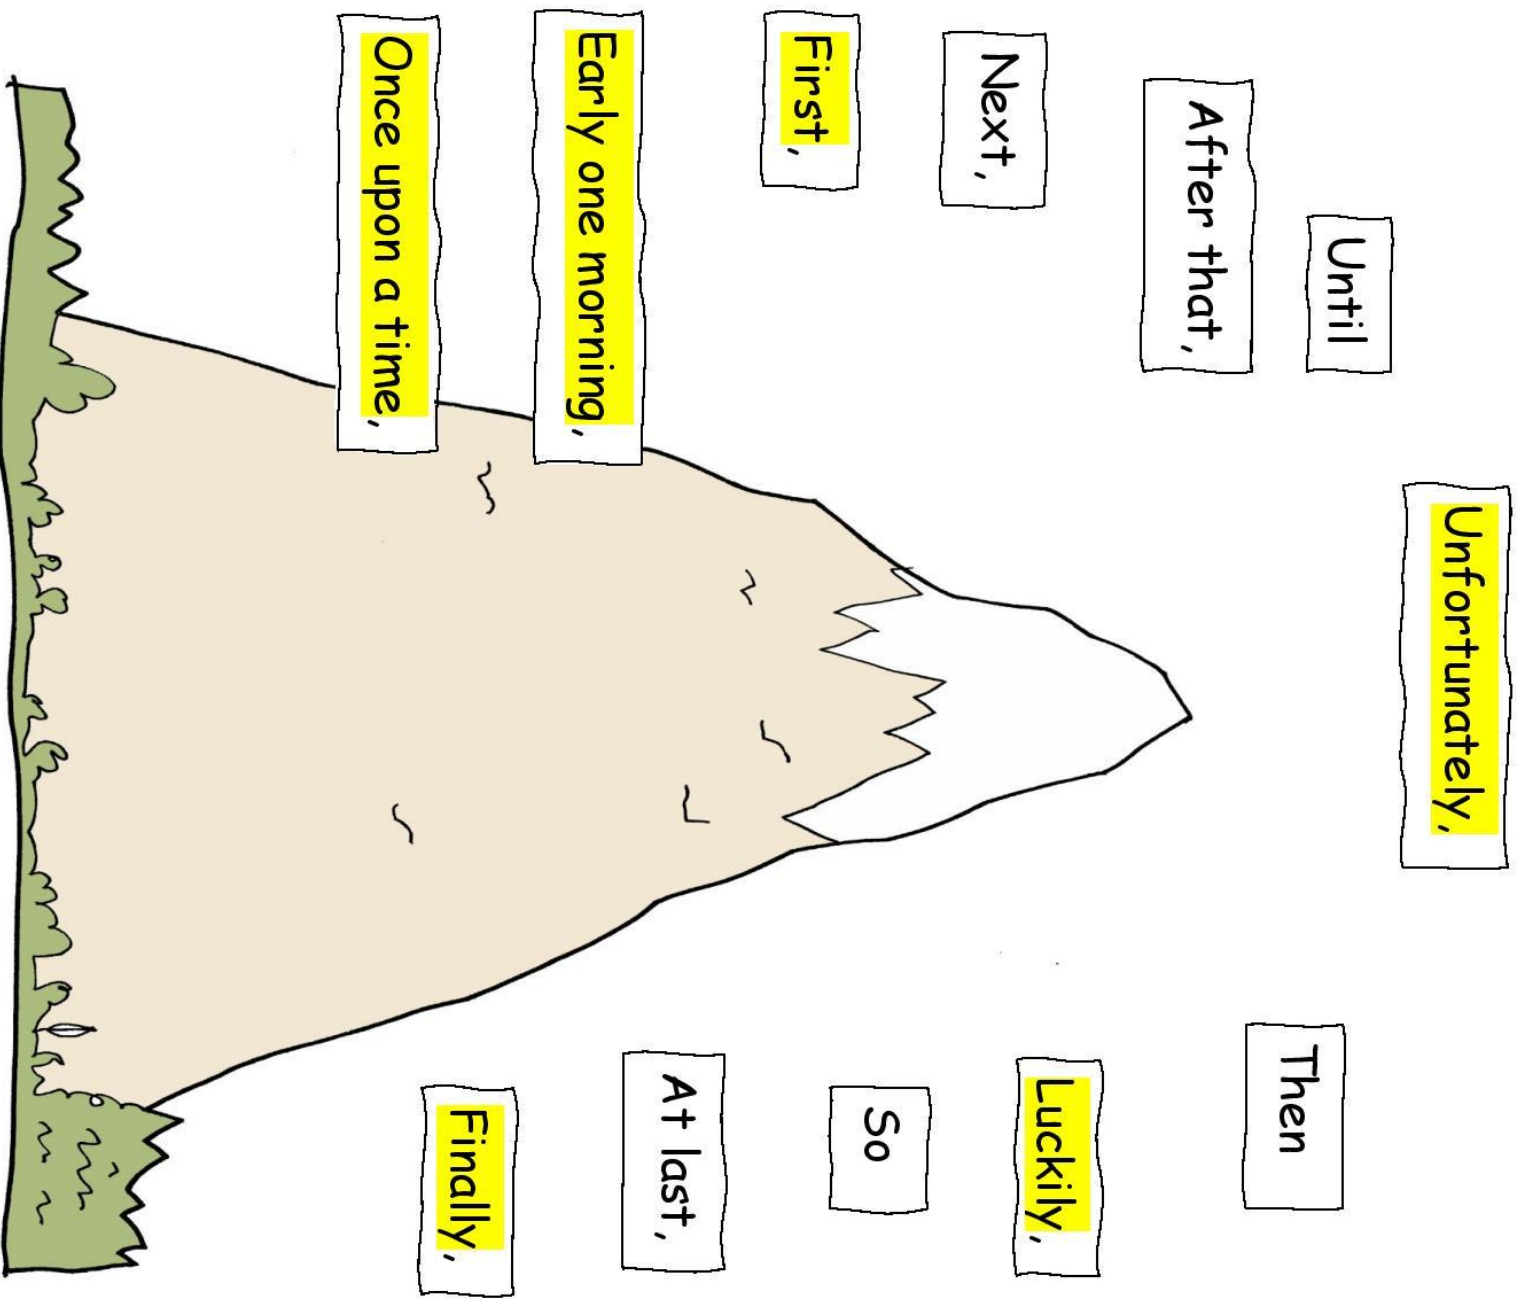 Once upon a time,
Early one morning,
First,
Next,
After that,
Until
Unfortunately,
Then
Luckily,
So
At last,
Finally,